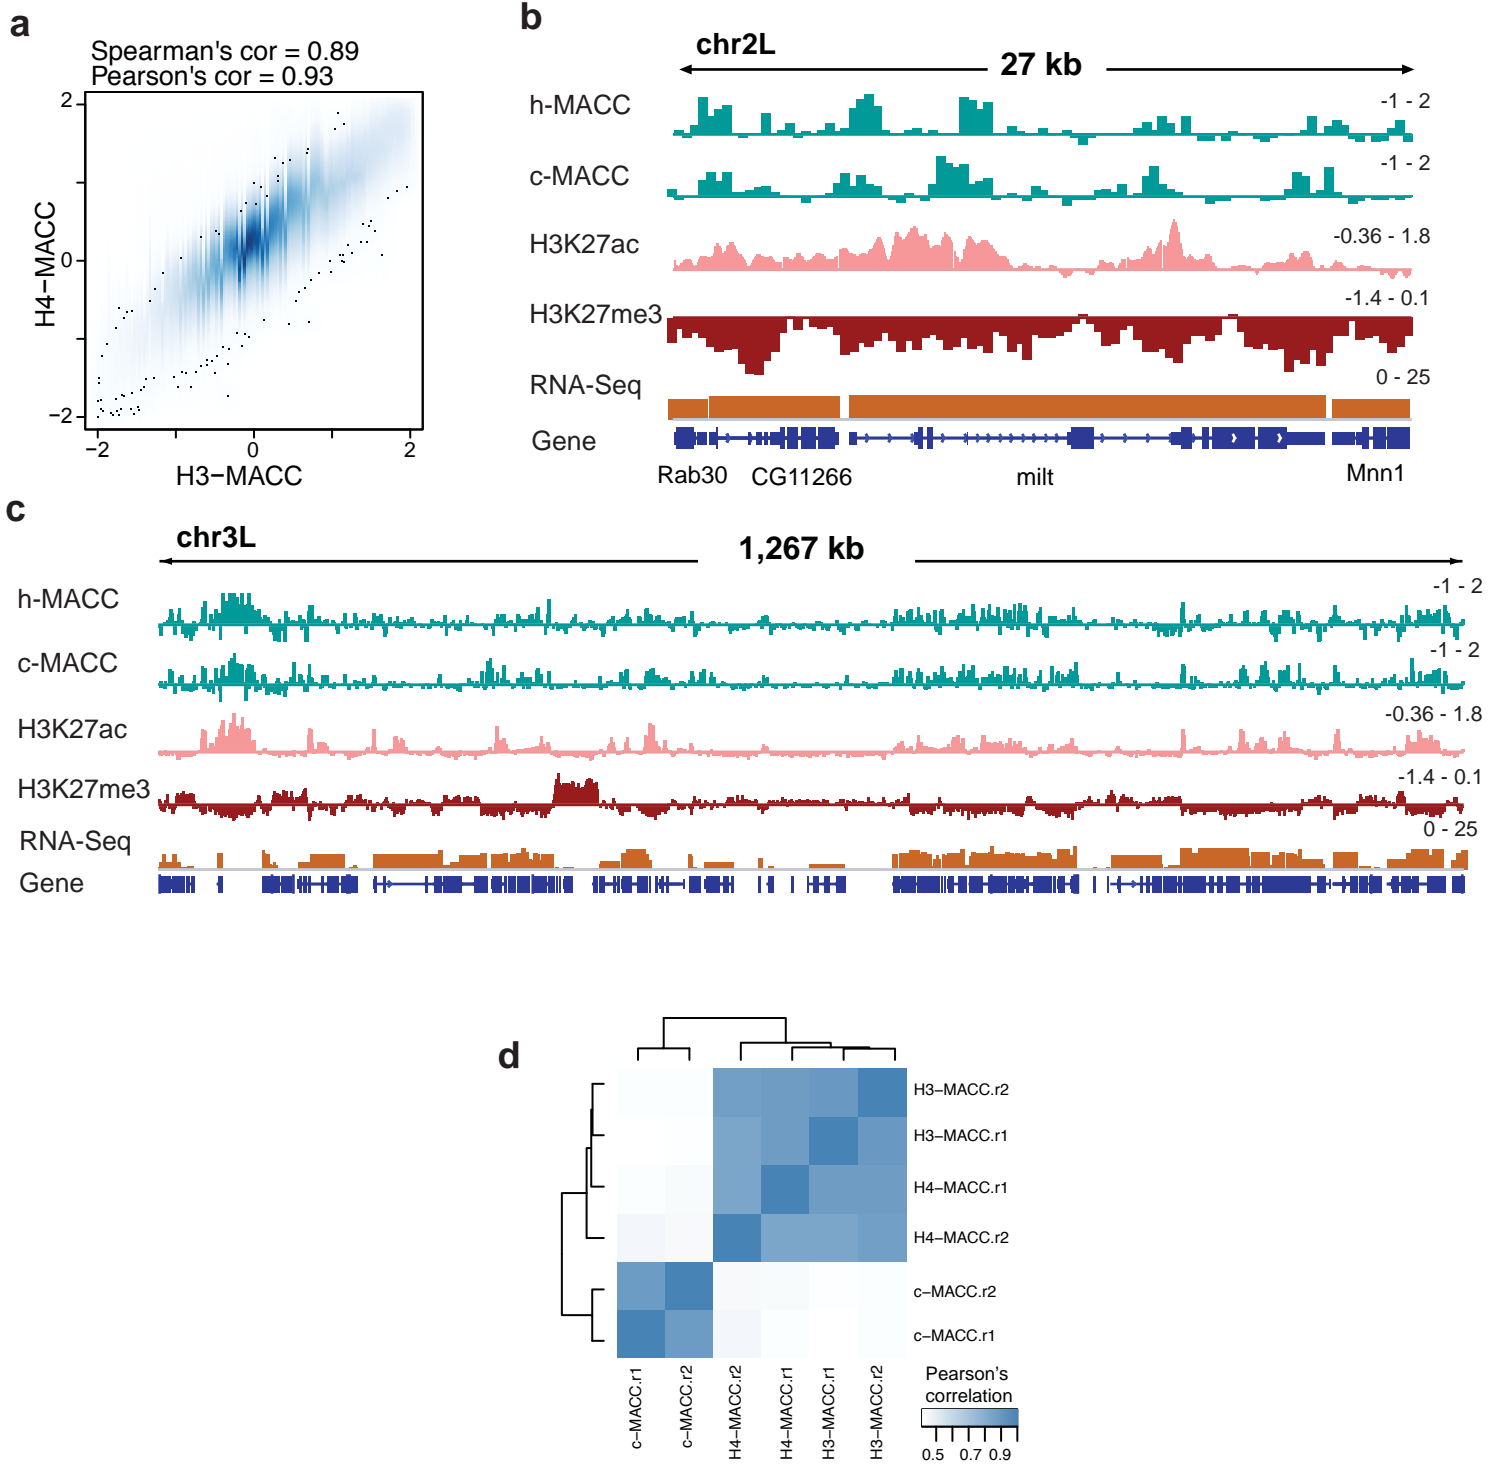 a
Spearman's cor = 0.89
Pearson's cor = 0.93
2
0
−2
H4−MACC
−2
0
2
H3−MACC
b
chr2L
27 kb
h-MACC
-1 - 2
c-MACC
-1 - 2
H3K27ac
-0.36 - 1.8
H3K27me3
-1.4 - 0.1
RNA-Seq
0 - 25
Gene
Rab30
CG11266
milt
Mnn1
c
chr3L
1,267 kb
h-MACC
-1 - 2
c-MACC
-1 - 2
H3K27ac
-0.36 - 1.8
H3K27me3
-1.4 - 0.1
RNA-Seq
0 - 25
Gene
d
H3−MACC.r2
H3−MACC.r1
H4−MACC.r1
H4−MACC.r2
c−MACC.r2
c−MACC.r1
c−MACC.r1
c−MACC.r2
H4−MACC.r2
H4−MACC.r1
H3−MACC.r1
H3−MACC.r2
Pearson's
correlation
0.5 0.7 0.9